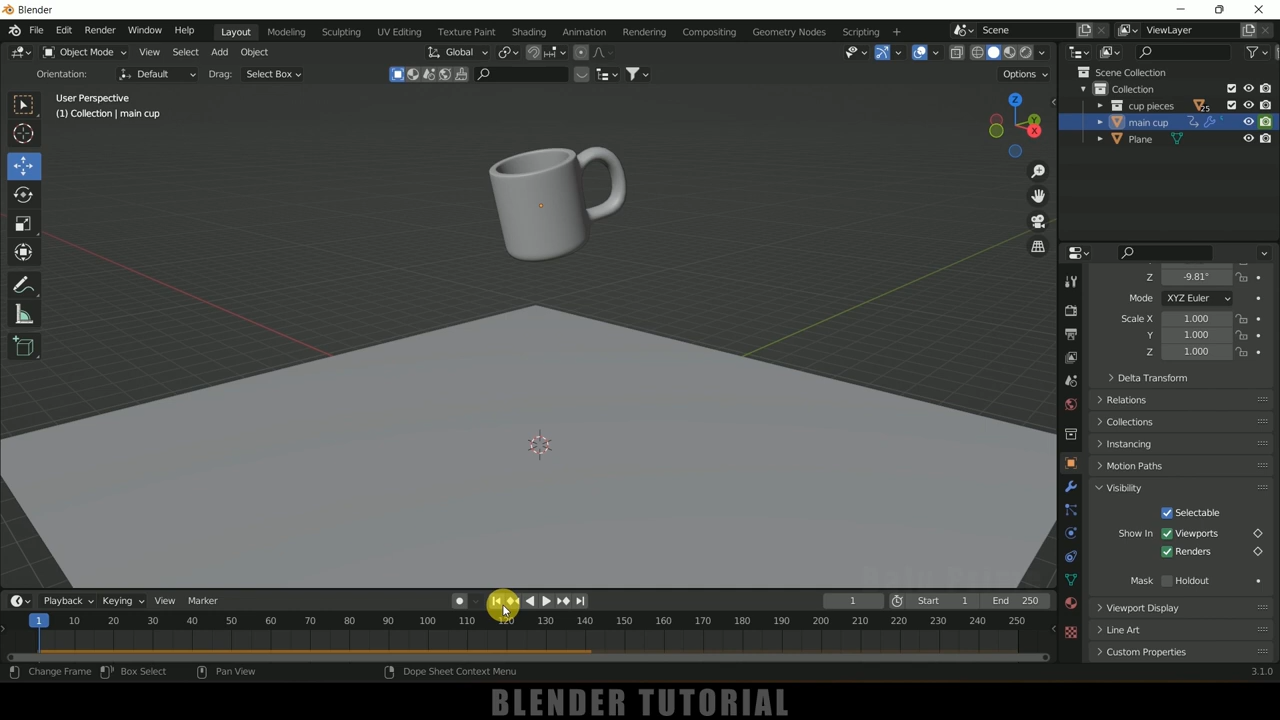 Blender
File Edit Render Window Help Layout Modeling Sculpting UV Editing Texture Paint Shading Animation Rendering Compositing Geometry Nodes Scripting + Scene ViewLayer
Object Mode View Select Add Object Global
Orientation: Default Drag: Select Box Options
User Perspective
(1) Collection | main cup
Z
Y
X
Scene Collection
Collection
cup pieces 25
main cup
Plane
Z -9.81°
Mode XYZ Euler
Scale X 1.000
Y 1.000
Z 1.000
Delta Transform
Relations
Collections
Instancing
Motion Paths
Visibility
Selectable
Show In Viewports
Renders
Mask Holdout
Viewport Display
Line Art
Custom Properties
Playback Keying View Marker 1 Start 1 End 250
1 10 20 30 40 50 60 70 80 90 100 110 120 130 140 150 160 170 180 190 200 210 220 230 240 250
Change Frame Box Select Pan View Dope Sheet Context Menu 3.1.0
BLENDER TUTORIAL